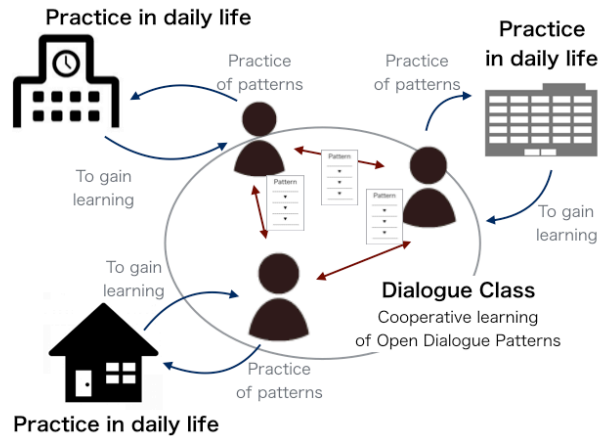 Practice in daily life
Practice
of patterns
To gain
learning
Practice
of patterns
Practice
in daily life
To gain
learning
Pattern
Pattern
Pattern
Dialogue Class
Cooperative learning
of Open Dialogue Patterns
To gain
learning
Practice
of patterns
Practice in daily life